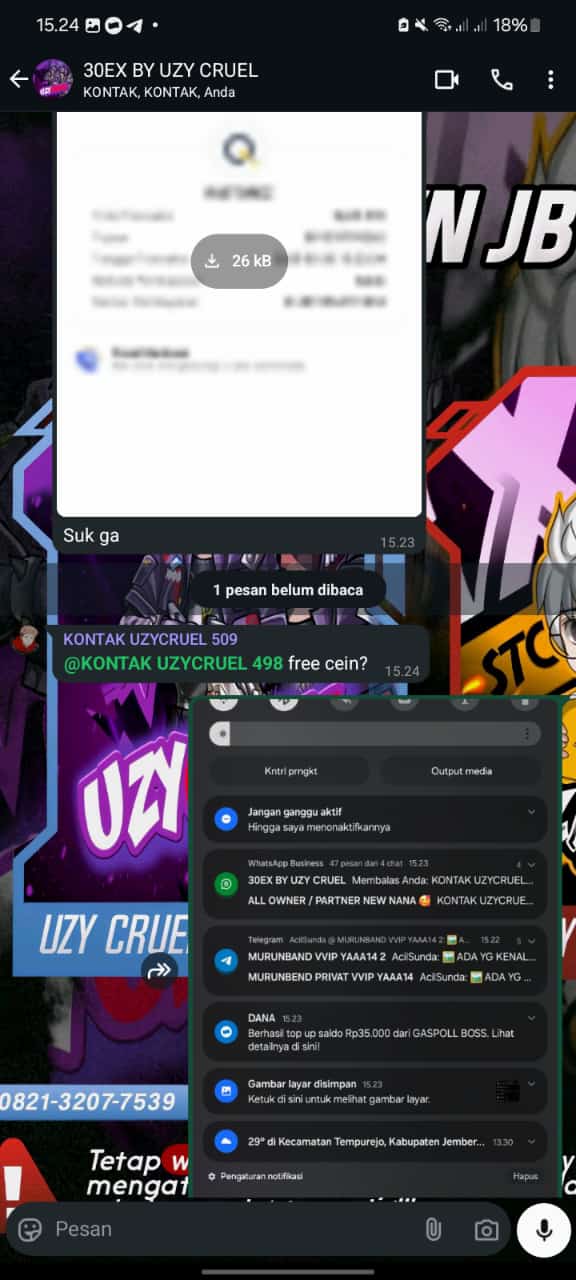 15.24
18%
30EX BY UZY CRUEL
KONTAK, KONTAK, Anda
26 kB
N JB
Suk ga
15.23
1 pesan belum dibaca
KONTAK UZYCRUEL 509
@KONTAK UZYCRUEL 498 free cein?
15.24
STC
UZY
UZY CRUE
0821-3207-7539
Tetap w
mengat
Kntrl prngkt
Output media
Jangan ganggu aktif
Hingga saya menonaktifkannya
WhatsApp Business 47 pesan dari 4 chat 15.23
4
30EX BY UZY CRUEL Membalas Anda: KONTAK UZYCRUEL...
ALL OWNER / PARTNER NEW NANA 🥰 KONTAK UZYCRUE...
Telegram AcilSunda @ MURUNBAND VVIP YAAA14 2: 🖼️ A... 15.22
5
MURUNBAND VVIP YAAA14 2 AcilSunda: 🖼️ ADA YG KENAL...
MURUNBEND PRIVAT VVIP YAAA14 AcilSunda: 🖼️ ADA YG ...
DANA 15.23
Berhasil top up saldo Rp35.000 dari GASPOLL BOSS. Lihat
detailnya di sini!
Gambar layar disimpan 15.23
Ketuk di sini untuk melihat gambar layar.
29° di Kecamatan Tempurejo, Kabupaten Jember... 13.30
Pengaturan notifikasi
Hapus
Pesan